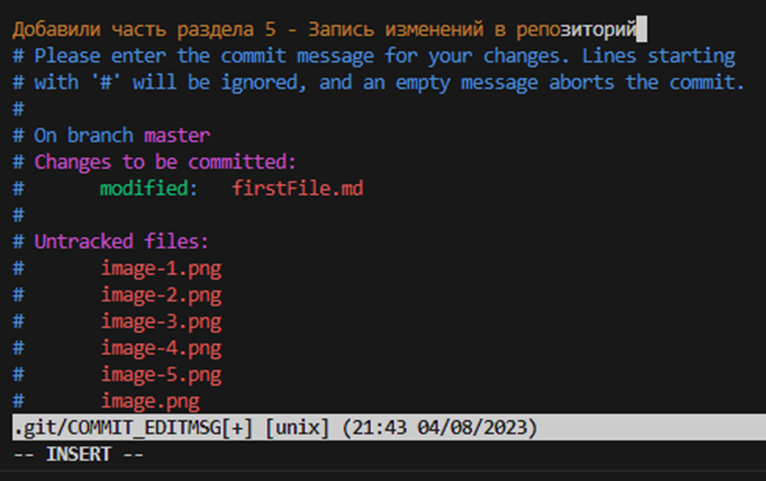 Добавили часть раздела 5 - Запись изменений в репозиторий
# Please enter the commit message for your changes. Lines starting
# with '#' will be ignored, and an empty message aborts the commit.
#
# On branch master
# Changes to be committed:
#       modified:   firstFile.md
#
# Untracked files:
#       image-1.png
#       image-2.png
#       image-3.png
#       image-4.png
#       image-5.png
#       image.png
.git/COMMIT_EDITMSG[+] [unix] (21:43 04/08/2023)
-- INSERT --